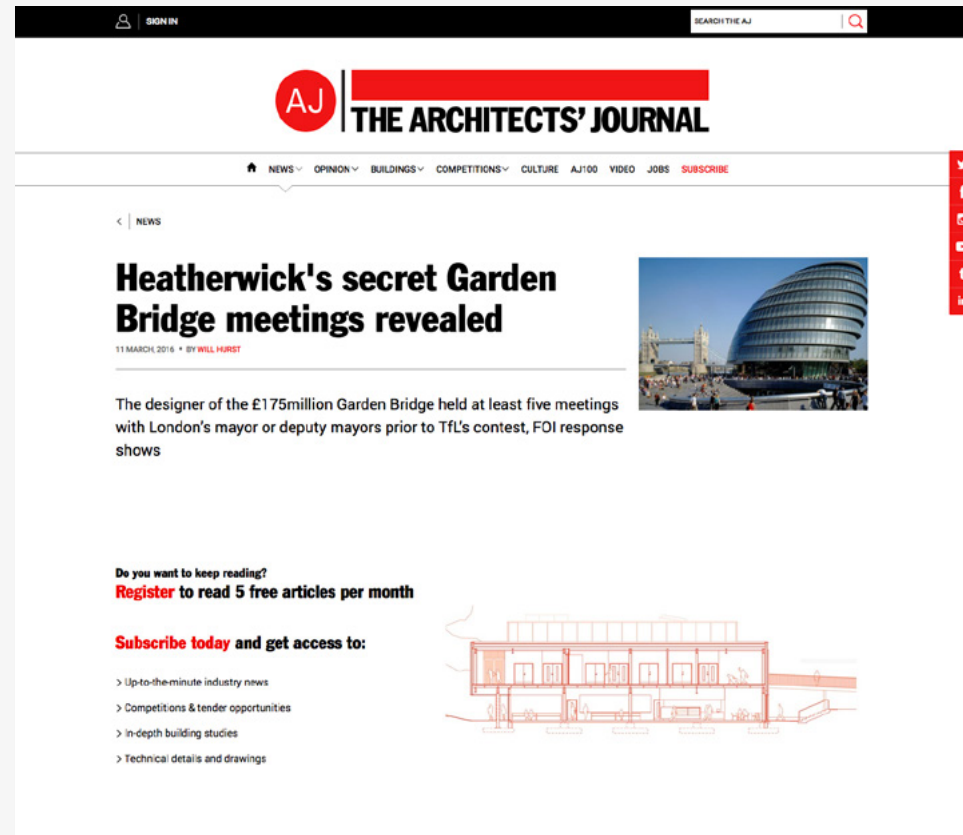 SIGN IN
SEARCH THE AJ
AJ
THE ARCHITECTS' JOURNAL
NEWS
OPINION
BUILDINGS
COMPETITIONS
CULTURE
AJ100
VIDEO
JOBS
SUBSCRIBE
< NEWS
Heatherwick's secret Garden
Bridge meetings revealed
11 MARCH, 2016 • BY WILL HURST
The designer of the £175million Garden Bridge held at least five meetings
with London's mayor or deputy mayors prior to TfL's contest, FOI response
shows
Do you want to keep reading?
Register to read 5 free articles per month
Subscribe today and get access to:
> Up-to-the-minute industry news
> Competitions & tender opportunities
> In-depth building studies
> Technical details and drawings